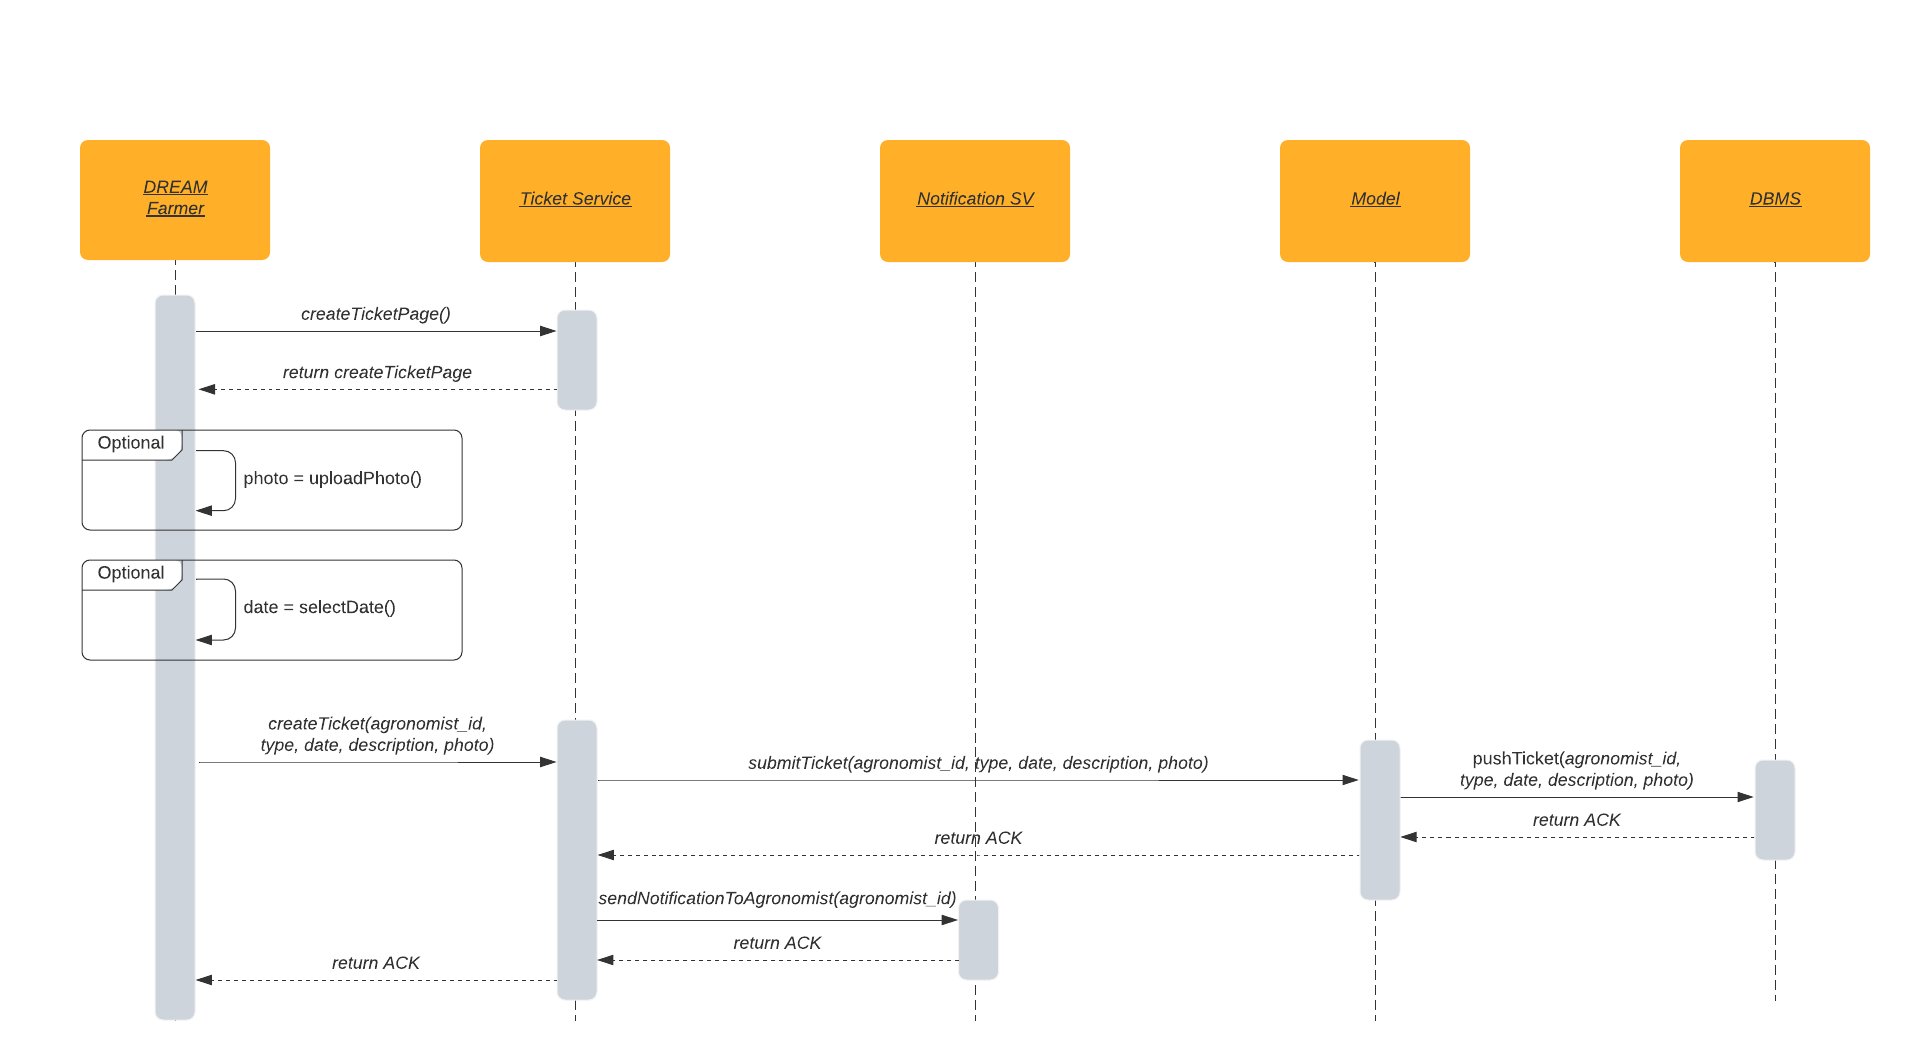 DREAM
Farmer
Ticket Service
Notification SV
Model
DBMS
createTicketPage()
return createTicketPage
Optional
photo = uploadPhoto()
Optional
date = selectDate()
createTicket(agronomist_id,
type, date, description, photo)
submitTicket(agronomist_id, type, date, description, photo)
pushTicket(agronomist_id,
type, date, description, photo)
return ACK
return ACK
sendNotificationToAgronomist(agronomist_id)
return ACK
return ACK